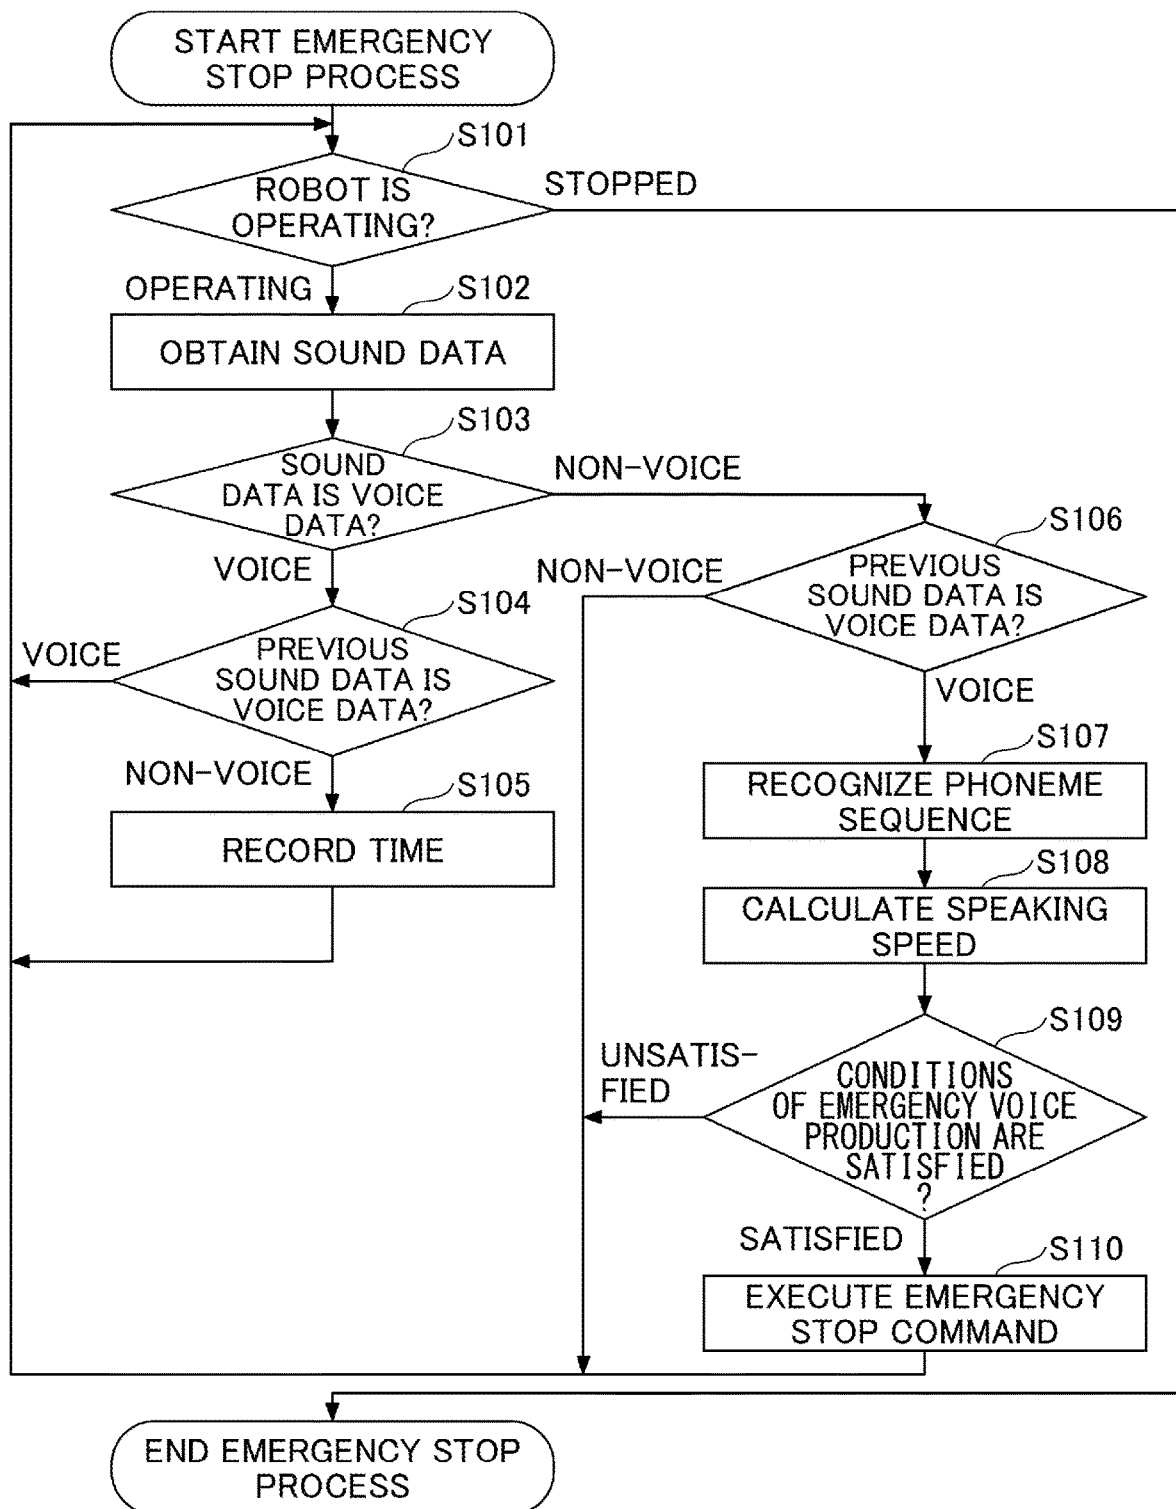 START EMERGENCY
STOP PROCESS
S101
ROBOT IS
OPERATING?
STOPPED
OPERATING
S102
OBTAIN SOUND DATA
S103
SOUND
DATA IS VOICE
DATA?
NON-VOICE
VOICE
S104
PREVIOUS
SOUND DATA IS
VOICE DATA?
VOICE
NON-VOICE
S105
RECORD TIME
S106
PREVIOUS
SOUND DATA IS
VOICE DATA?
NON-VOICE
VOICE
S107
RECOGNIZE PHONEME
SEQUENCE
S108
CALCULATE SPEAKING
SPEED
S109
CONDITIONS
OF EMERGENCY VOICE
PRODUCTION ARE
SATISFIED
?
UNSATIS-
FIED
SATISFIED
S110
EXECUTE EMERGENCY
STOP COMMAND
END EMERGENCY STOP
PROCESS